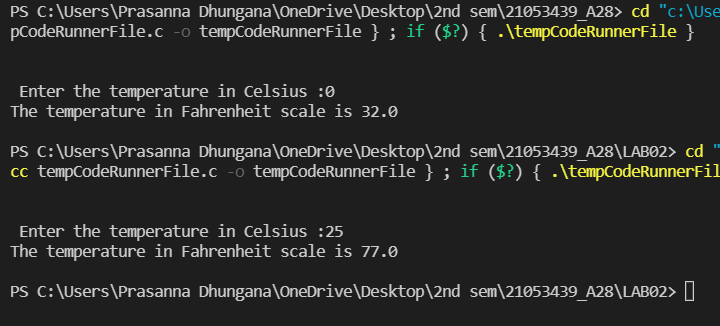 PS C:\Users\Prasanna Dhungana\OneDrive\Desktop\2nd sem\21053439_A28> cd "c:\Use
pCodeRunnerFile.c -o tempCodeRunnerFile } ; if ($?) { .\tempCodeRunnerFile }
Enter the temperature in Celsius :0
The temperature in Fahrenheit scale is 32.0
PS C:\Users\Prasanna Dhungana\OneDrive\Desktop\2nd sem\21053439_A28\LAB02> cd "
cc tempCodeRunnerFile.c -o tempCodeRunnerFile } ; if ($?) { .\tempCodeRunnerFil
Enter the temperature in Celsius :25
The temperature in Fahrenheit scale is 77.0
PS C:\Users\Prasanna Dhungana\OneDrive\Desktop\2nd sem\21053439_A28\LAB02>